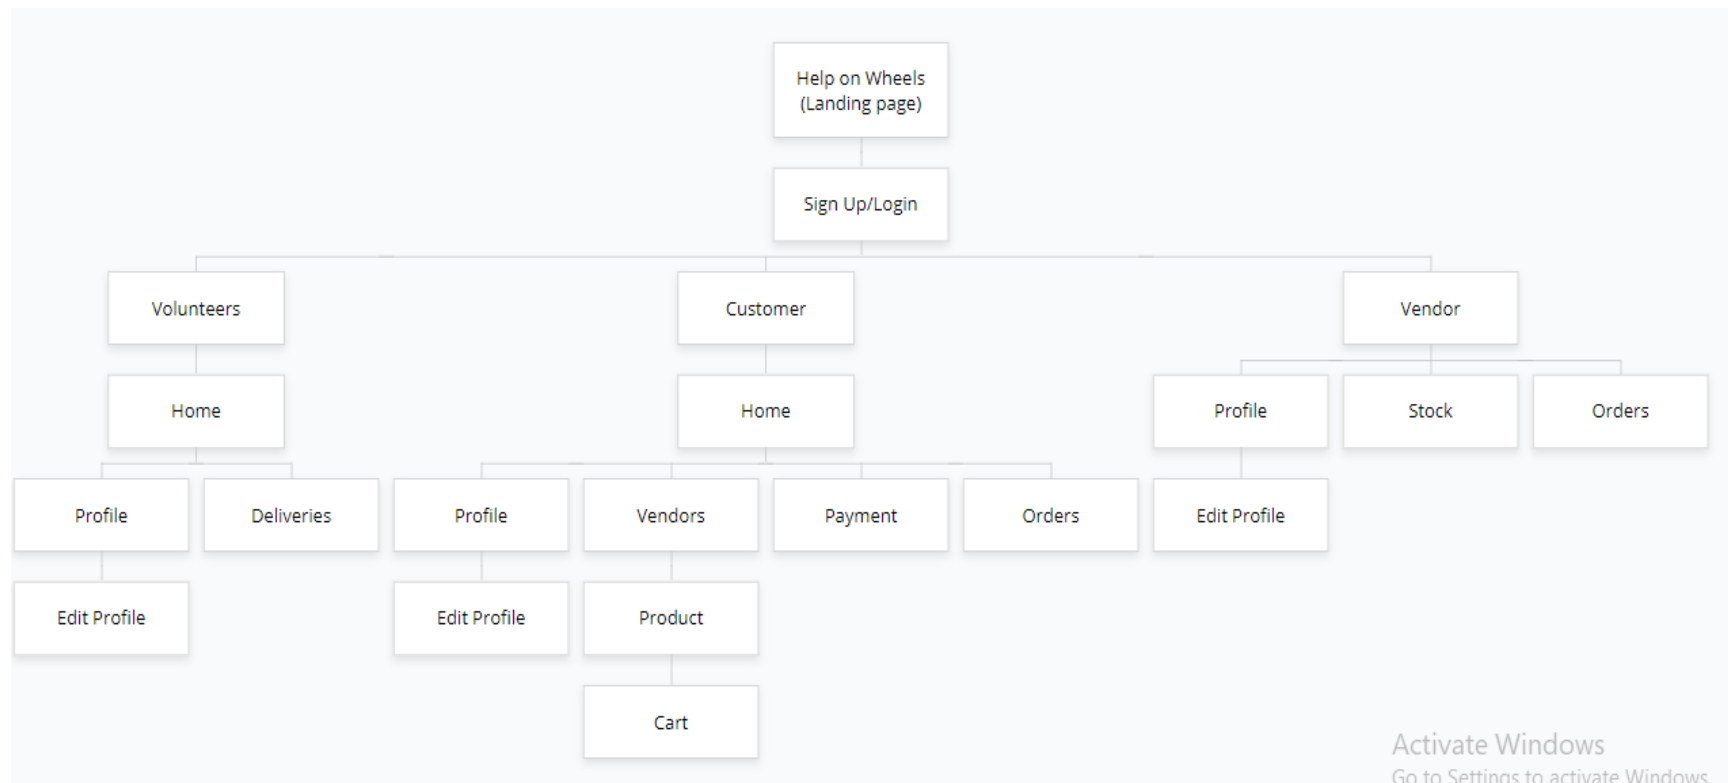 Help on Wheels
(Landing page)
Sign Up/Login
Volunteers
Customer
Vendor
Home
Home
Profile
Stock
Orders
Profile
Deliveries
Profile
Vendors
Payment
Orders
Edit Profile
Edit Profile
Edit Profile
Product
Cart
Activate Windows
Go to Settings to activate Windows.